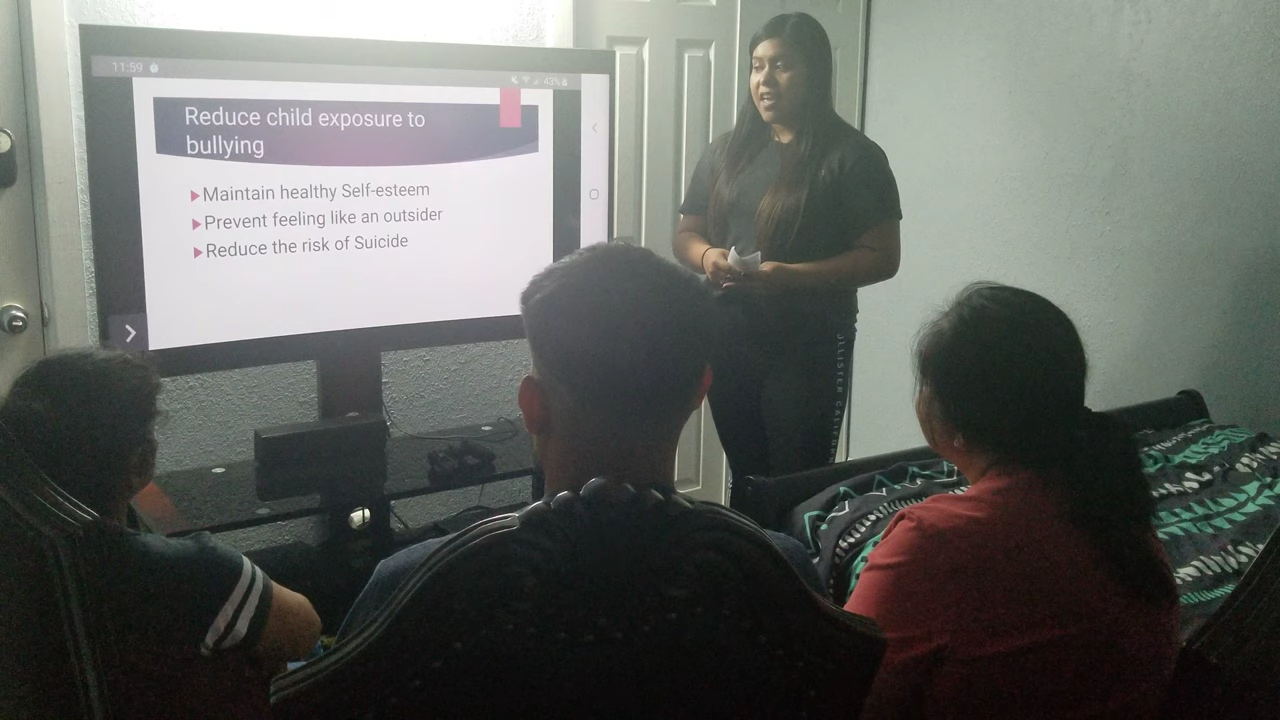 11:59
43%
Reduce child exposure to
bullying
Maintain healthy Self-esteem
Prevent feeling like an outsider
Reduce the risk of Suicide